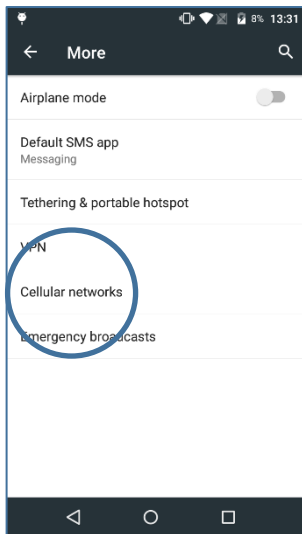 8% 13:31
More
Airplane mode
Default SMS app
Messaging
Tethering & portable hotspot
VPN
Cellular networks
Emergency broadcasts